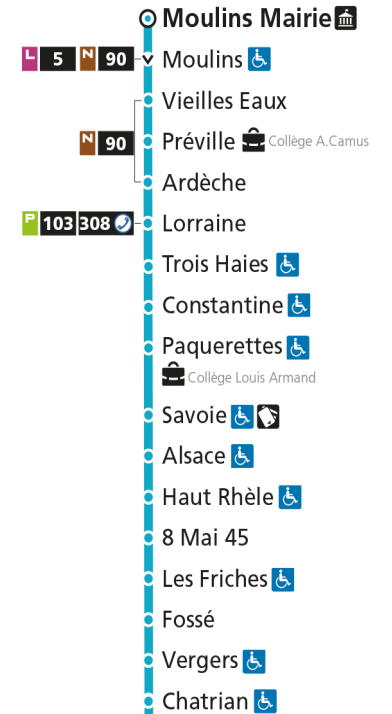 Moulins Mairie
L 5 N 90 Moulins
Vieilles Eaux
N 90 Préville Collège A.Camus
Ardèche
P 103 308 Lorraine
Trois Haies
Constantine
Paquerettes
Collège Louis Armand
Savoie
Alsace
Haut Rhèle
8 Mai 45
Les Friches
Fossé
Vergers
Chatrian